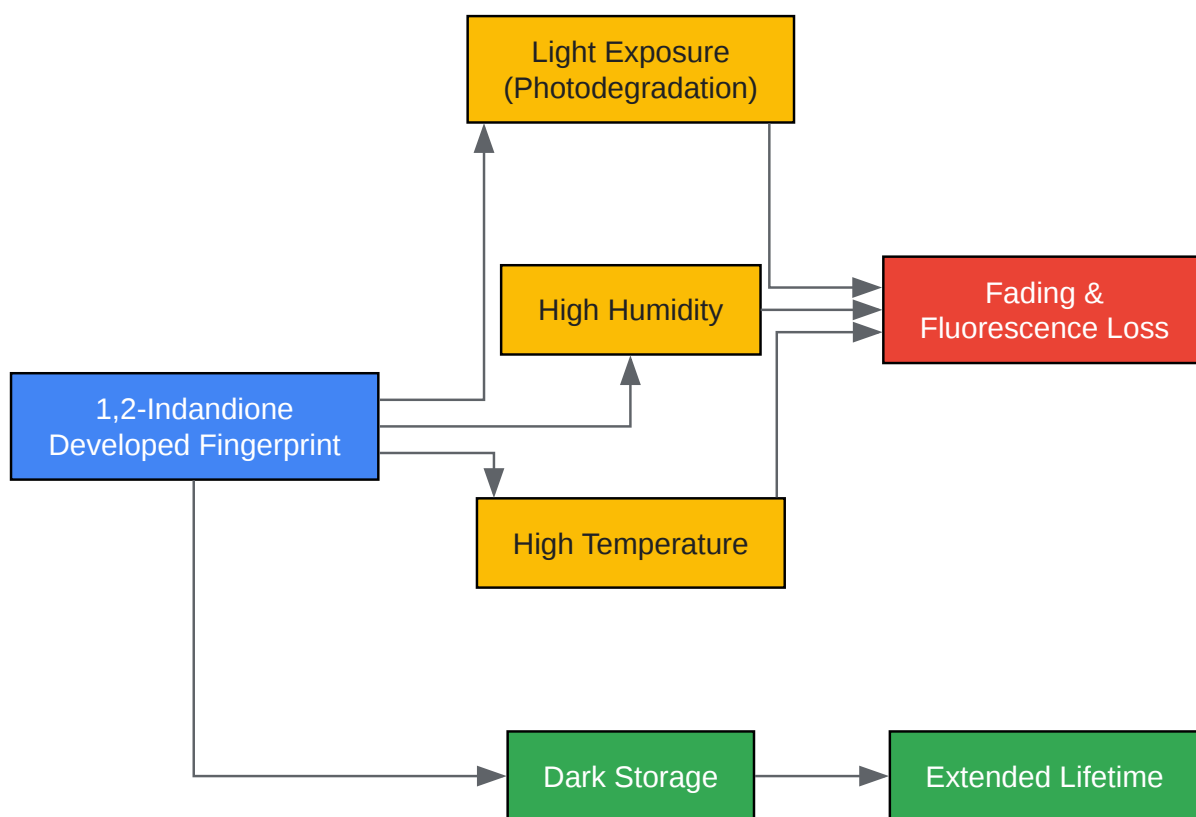 Light Exposure
(Photodegradation)
High Humidity
Fading &
Fluorescence Loss
1,2-Indandione
Developed Fingerprint
High Temperature
Dark Storage
Extended Lifetime